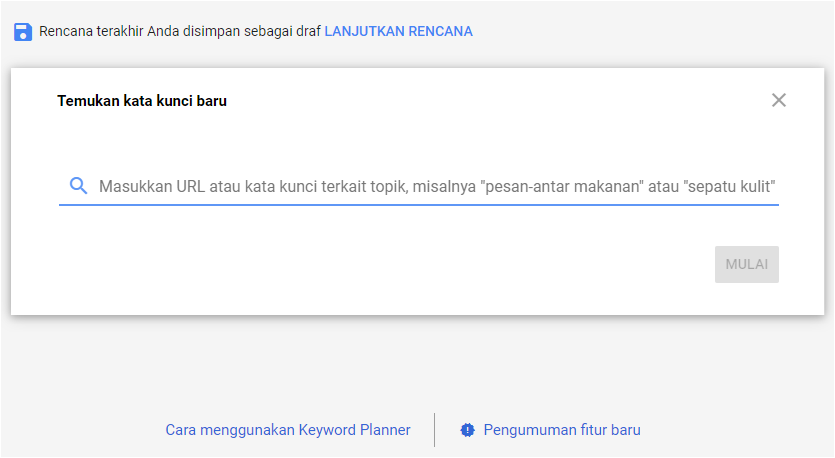 Rencana terakhir Anda disimpan sebagai draf LANJUTKAN RENCANA
Temukan kata kunci baru
Masukkan URL atau kata kunci terkait topik, misalnya "pesan-antar makanan" atau "sepatu kulit"
MULAI
Cara menggunakan Keyword Planner
Pengumuman fitur baru